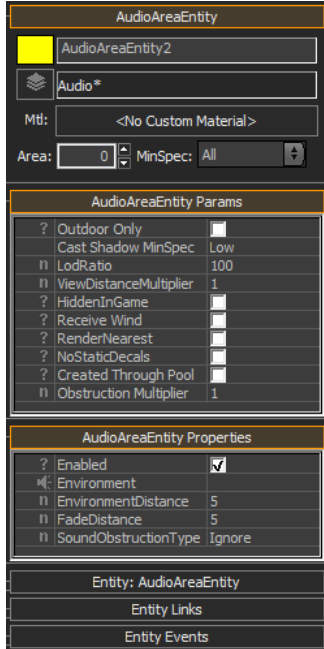 AudioAreaEntity
AudioAreaEntity2
Audio*
Mtl: <No Custom Material>
Area: 0 MinSpec: All
AudioAreaEntity Params
? Outdoor Only
Cast Shadow MinSpec Low
n LodRatio 100
n ViewDistanceMultiplier 1
? HiddenInGame
? Receive Wind
? RenderNearest
? NoStaticDecals
? Created Through Pool
n Obstruction Multiplier 1
AudioAreaEntity Properties
? Enabled
Environment
n EnvironmentDistance 5
n FadeDistance 5
n SoundObstructionType Ignore
Entity: AudioAreaEntity
Entity Links
Entity Events